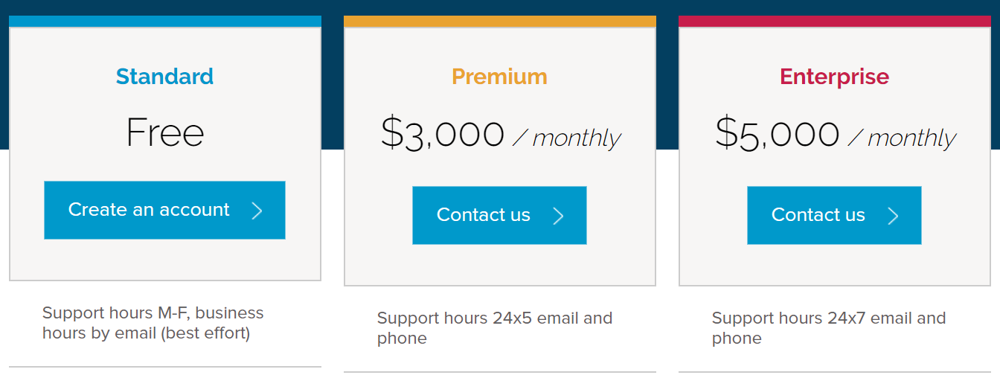 Standard
Free
Create an account
Support hours M-F, business
hours by email (best effort)
Premium
$3,000 / monthly
Contact us
Support hours 24x5 email and
phone
Enterprise
$5,000 / monthly
Contact us
Support hours 24x7 email and
phone